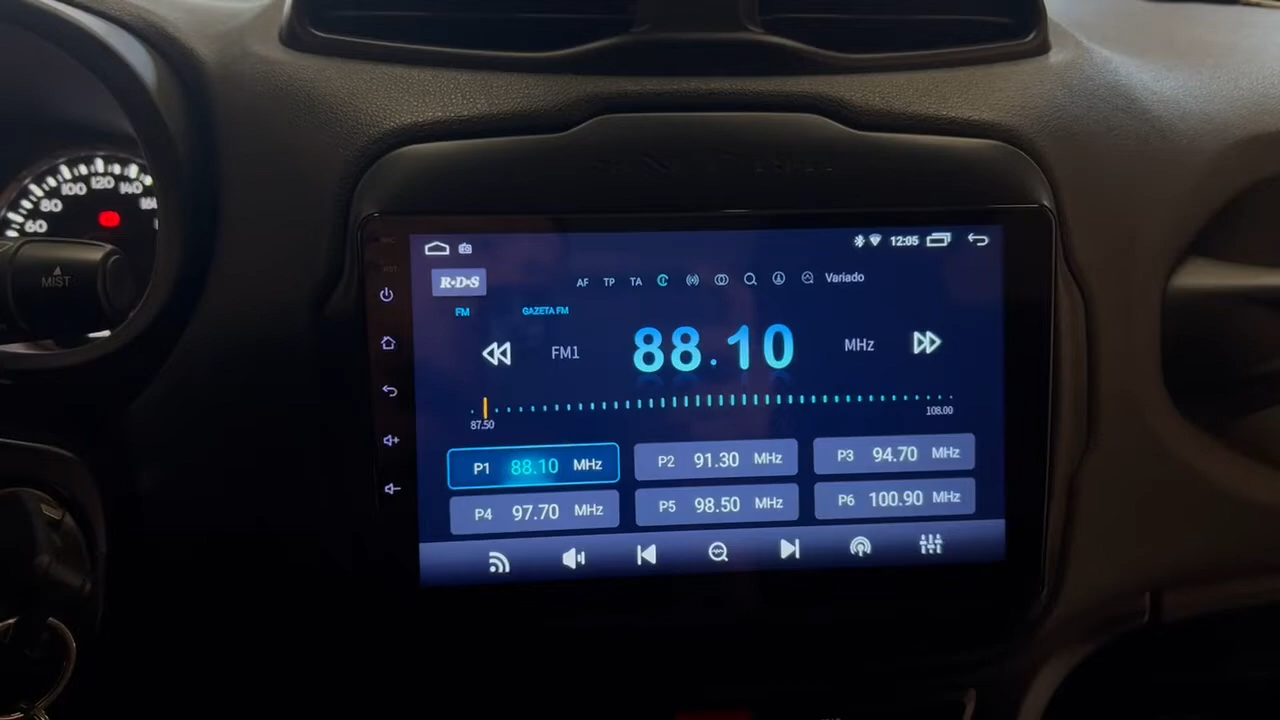 60 80 100 120 140 160
MIST
12:05
R·D·S
AF TP TA Variado
FM GAZETA FM
FM1 88.10 MHz
87.50 108.00
P1 88.10 MHz P2 91.30 MHz P3 94.70 MHz
P4 97.70 MHz P5 98.50 MHz P6 100.90 MHz